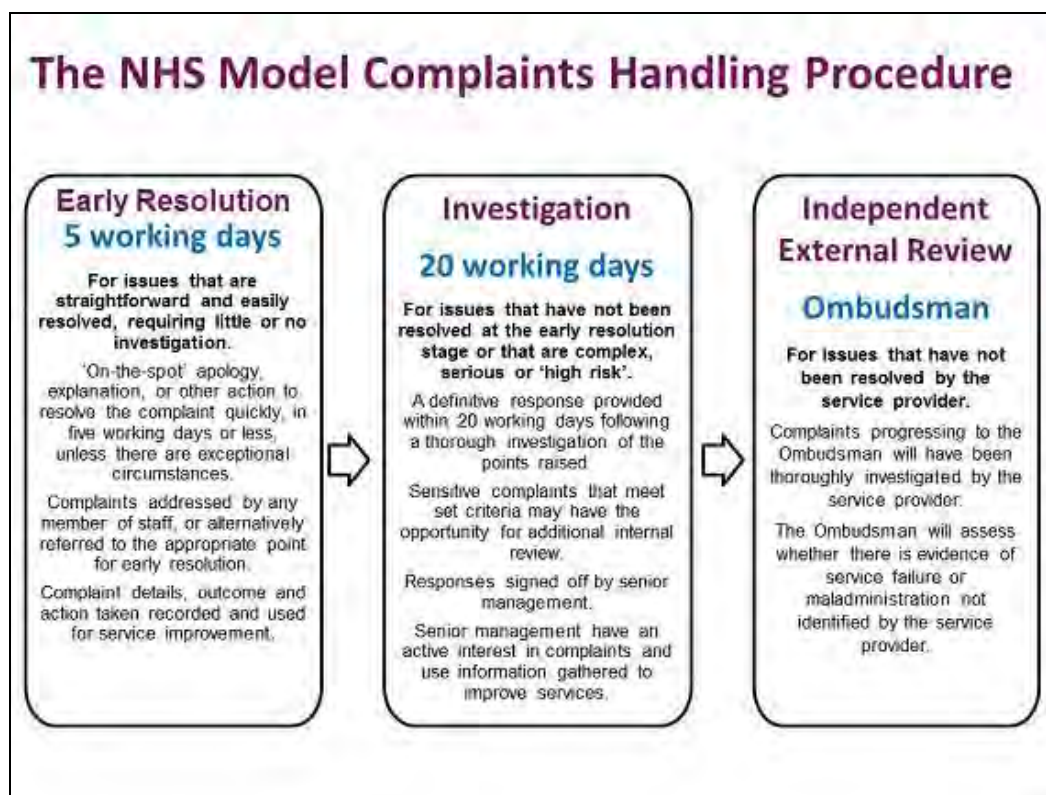 The NHS Model Complaints Handling Procedure
Early Resolution
5 working days
For issues that are
straightforward and easily
resolved, requiring little or no
investigation.
'On-the-spot' apology,
explanation, or other action to
resolve the complaint quickly, in
five working days or less,
unless there are exceptional
circumstances.
Complaints addressed by any
member of staff, or alternatively
referred to the appropriate point
for early resolution.
Complaint details, outcome and
action taken recorded and used
for service improvement.
Investigation
20 working days
For issues that have not been
resolved at the early resolution
stage or that are complex,
serious or 'high risk'.
A definitive response provided
within 20 working days following
a thorough investigation of the
points raised
Sensitive complaints that meet
set criteria may have the
opportunity for additional internal
review.
Responses signed off by senior
management.
Senior management have an
active interest in complaints and
use information gathered to
improve services.
Independent
External Review
Ombudsman
For issues that have not
been resolved by the
service provider.
Complaints progressing to the
Ombudsman will have been
thoroughly investigated by the
service provider.
The Ombudsman will assess
whether there is evidence of
service failure or
maladministration not
identified by the service
provider.